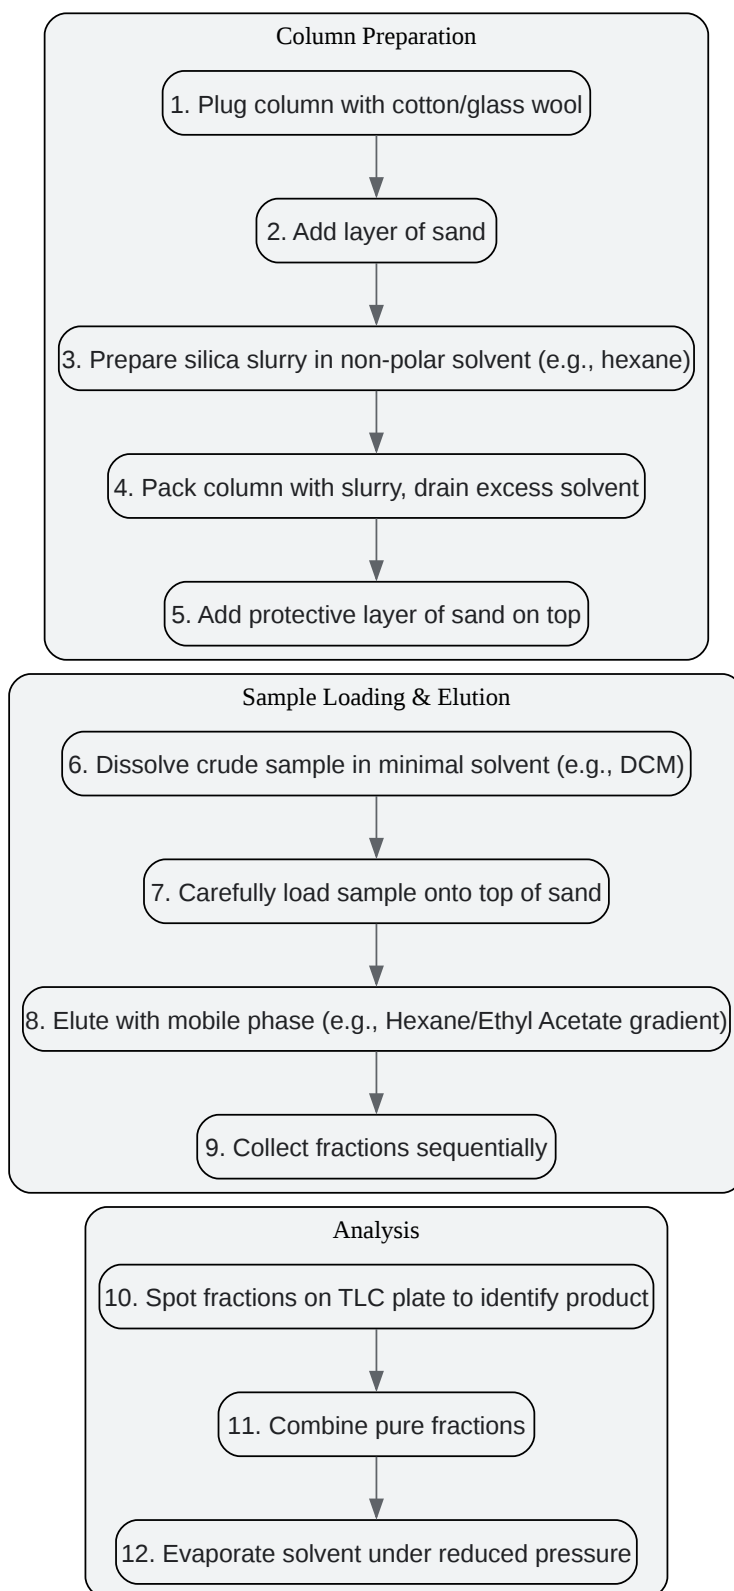 Column Preparation
1. Plug column with cotton/glass wool
2. Add layer of sand
3. Prepare silica slurry in non-polar solvent (e.g., hexane)
4. Pack column with slurry, drain excess solvent
5. Add protective layer of sand on top
Sample Loading & Elution
6. Dissolve crude sample in minimal solvent (e.g., DCM)
7. Carefully load sample onto top of sand
8. Elute with mobile phase (e.g., Hexane/Ethyl Acetate gradient)
9. Collect fractions sequentially
Analysis
10. Spot fractions on TLC plate to identify product
11. Combine pure fractions
12. Evaporate solvent under reduced pressure